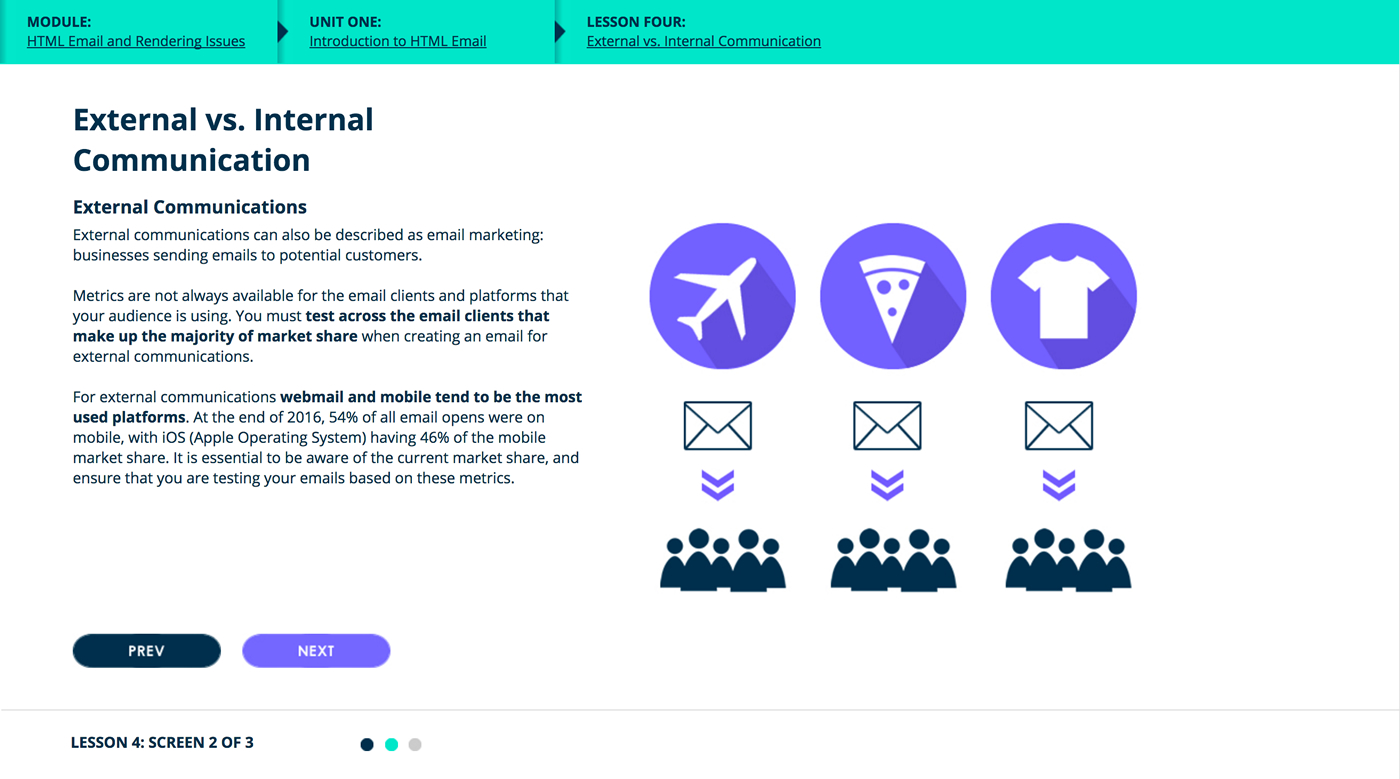 MODULE:
HTML Email and Rendering Issues
UNIT ONE:
Introduction to HTML Email
LESSON FOUR:
External vs. Internal Communication
External vs. Internal
Communication
External Communications
External communications can also be described as email marketing:
businesses sending emails to potential customers.
Metrics are not always available for the email clients and platforms that
your audience is using. You must test across the email clients that
make up the majority of market share when creating an email for
external communications.
For external communications webmail and mobile tend to be the most
used platforms. At the end of 2016, 54% of all email opens were on
mobile, with iOS (Apple Operating System) having 46% of the mobile
market share. It is essential to be aware of the current market share, and
ensure that you are testing your emails based on these metrics.
PREV
NEXT
LESSON 4: SCREEN 2 OF 3